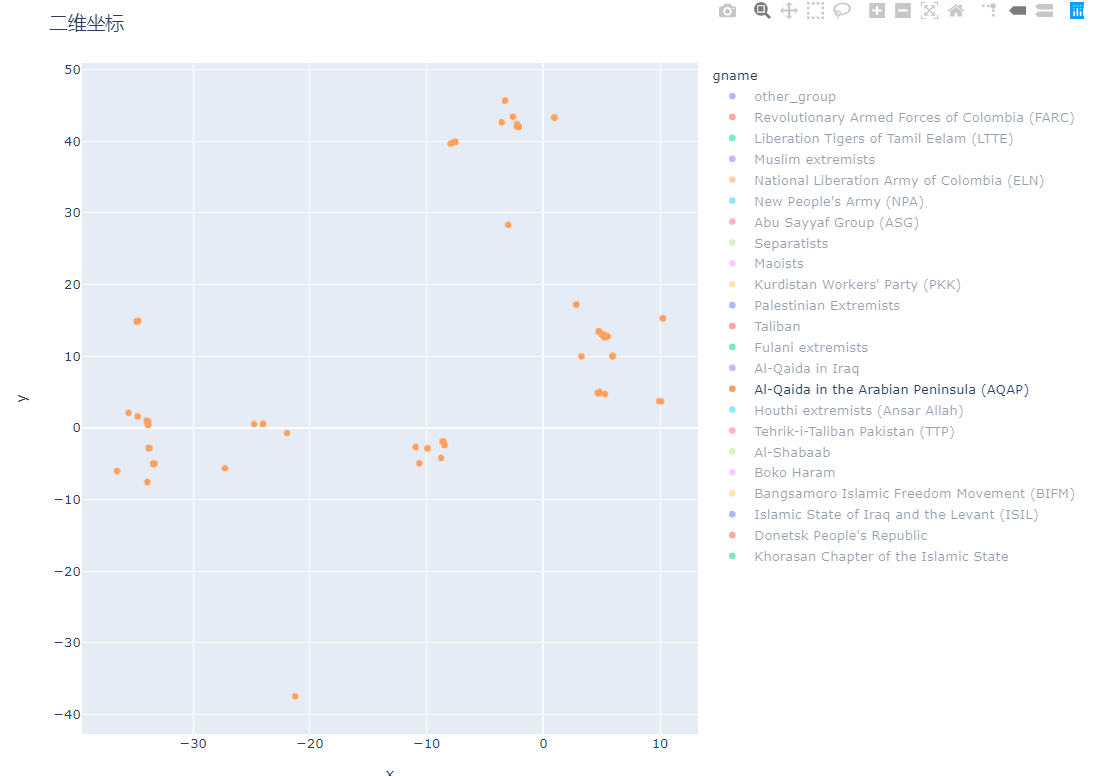 二维坐标
gname
other_group
Revolutionary Armed Forces of Colombia (FARC)
Liberation Tigers of Tamil Eelam (LTTE)
Muslim extremists
National Liberation Army of Colombia (ELN)
New People's Army (NPA)
Abu Sayyaf Group (ASG)
Separatists
Maoists
Kurdistan Workers' Party (PKK)
Palestinian Extremists
Taliban
Fulani extremists
Al-Qaida in Iraq
Al-Qaida in the Arabian Peninsula (AQAP)
Houthi extremists (Ansar Allah)
Tehrik-i-Taliban Pakistan (TTP)
Al-Shabaab
Boko Haram
Bangsamoro Islamic Freedom Movement (BIFM)
Islamic State of Iraq and the Levant (ISIL)
Donetsk People's Republic
Khorasan Chapter of the Islamic State
50
40
30
20
10
0
−10
−20
−30
−40
y
−30
−20
−10
0
10
x